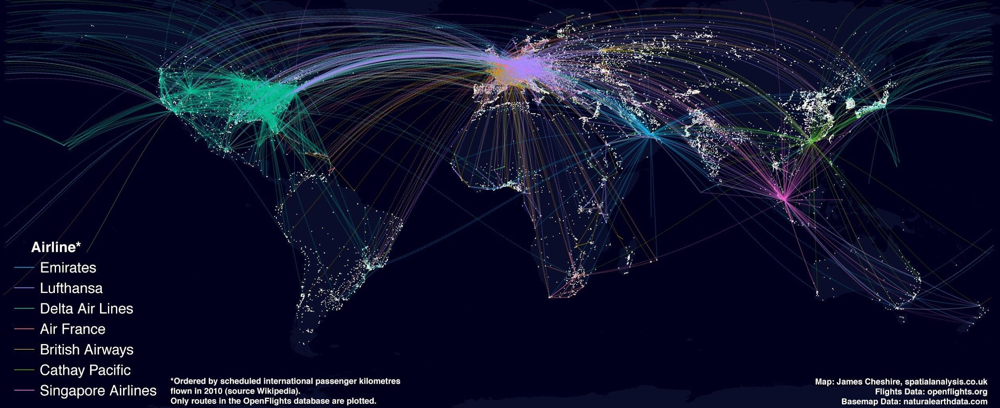 Airline*
Emirates
Lufthansa
Delta Air Lines
Air France
British Airways
Cathay Pacific
Singapore Airlines
*Ordered by scheduled international passenger kilometres
flown in 2010 (source Wikipedia).
Only routes in the OpenFlights database are plotted.
Map: James Cheshire, spatialanalysis.co.uk
Flights Data: openflights.org
Basemap Data: naturalearthdata.com